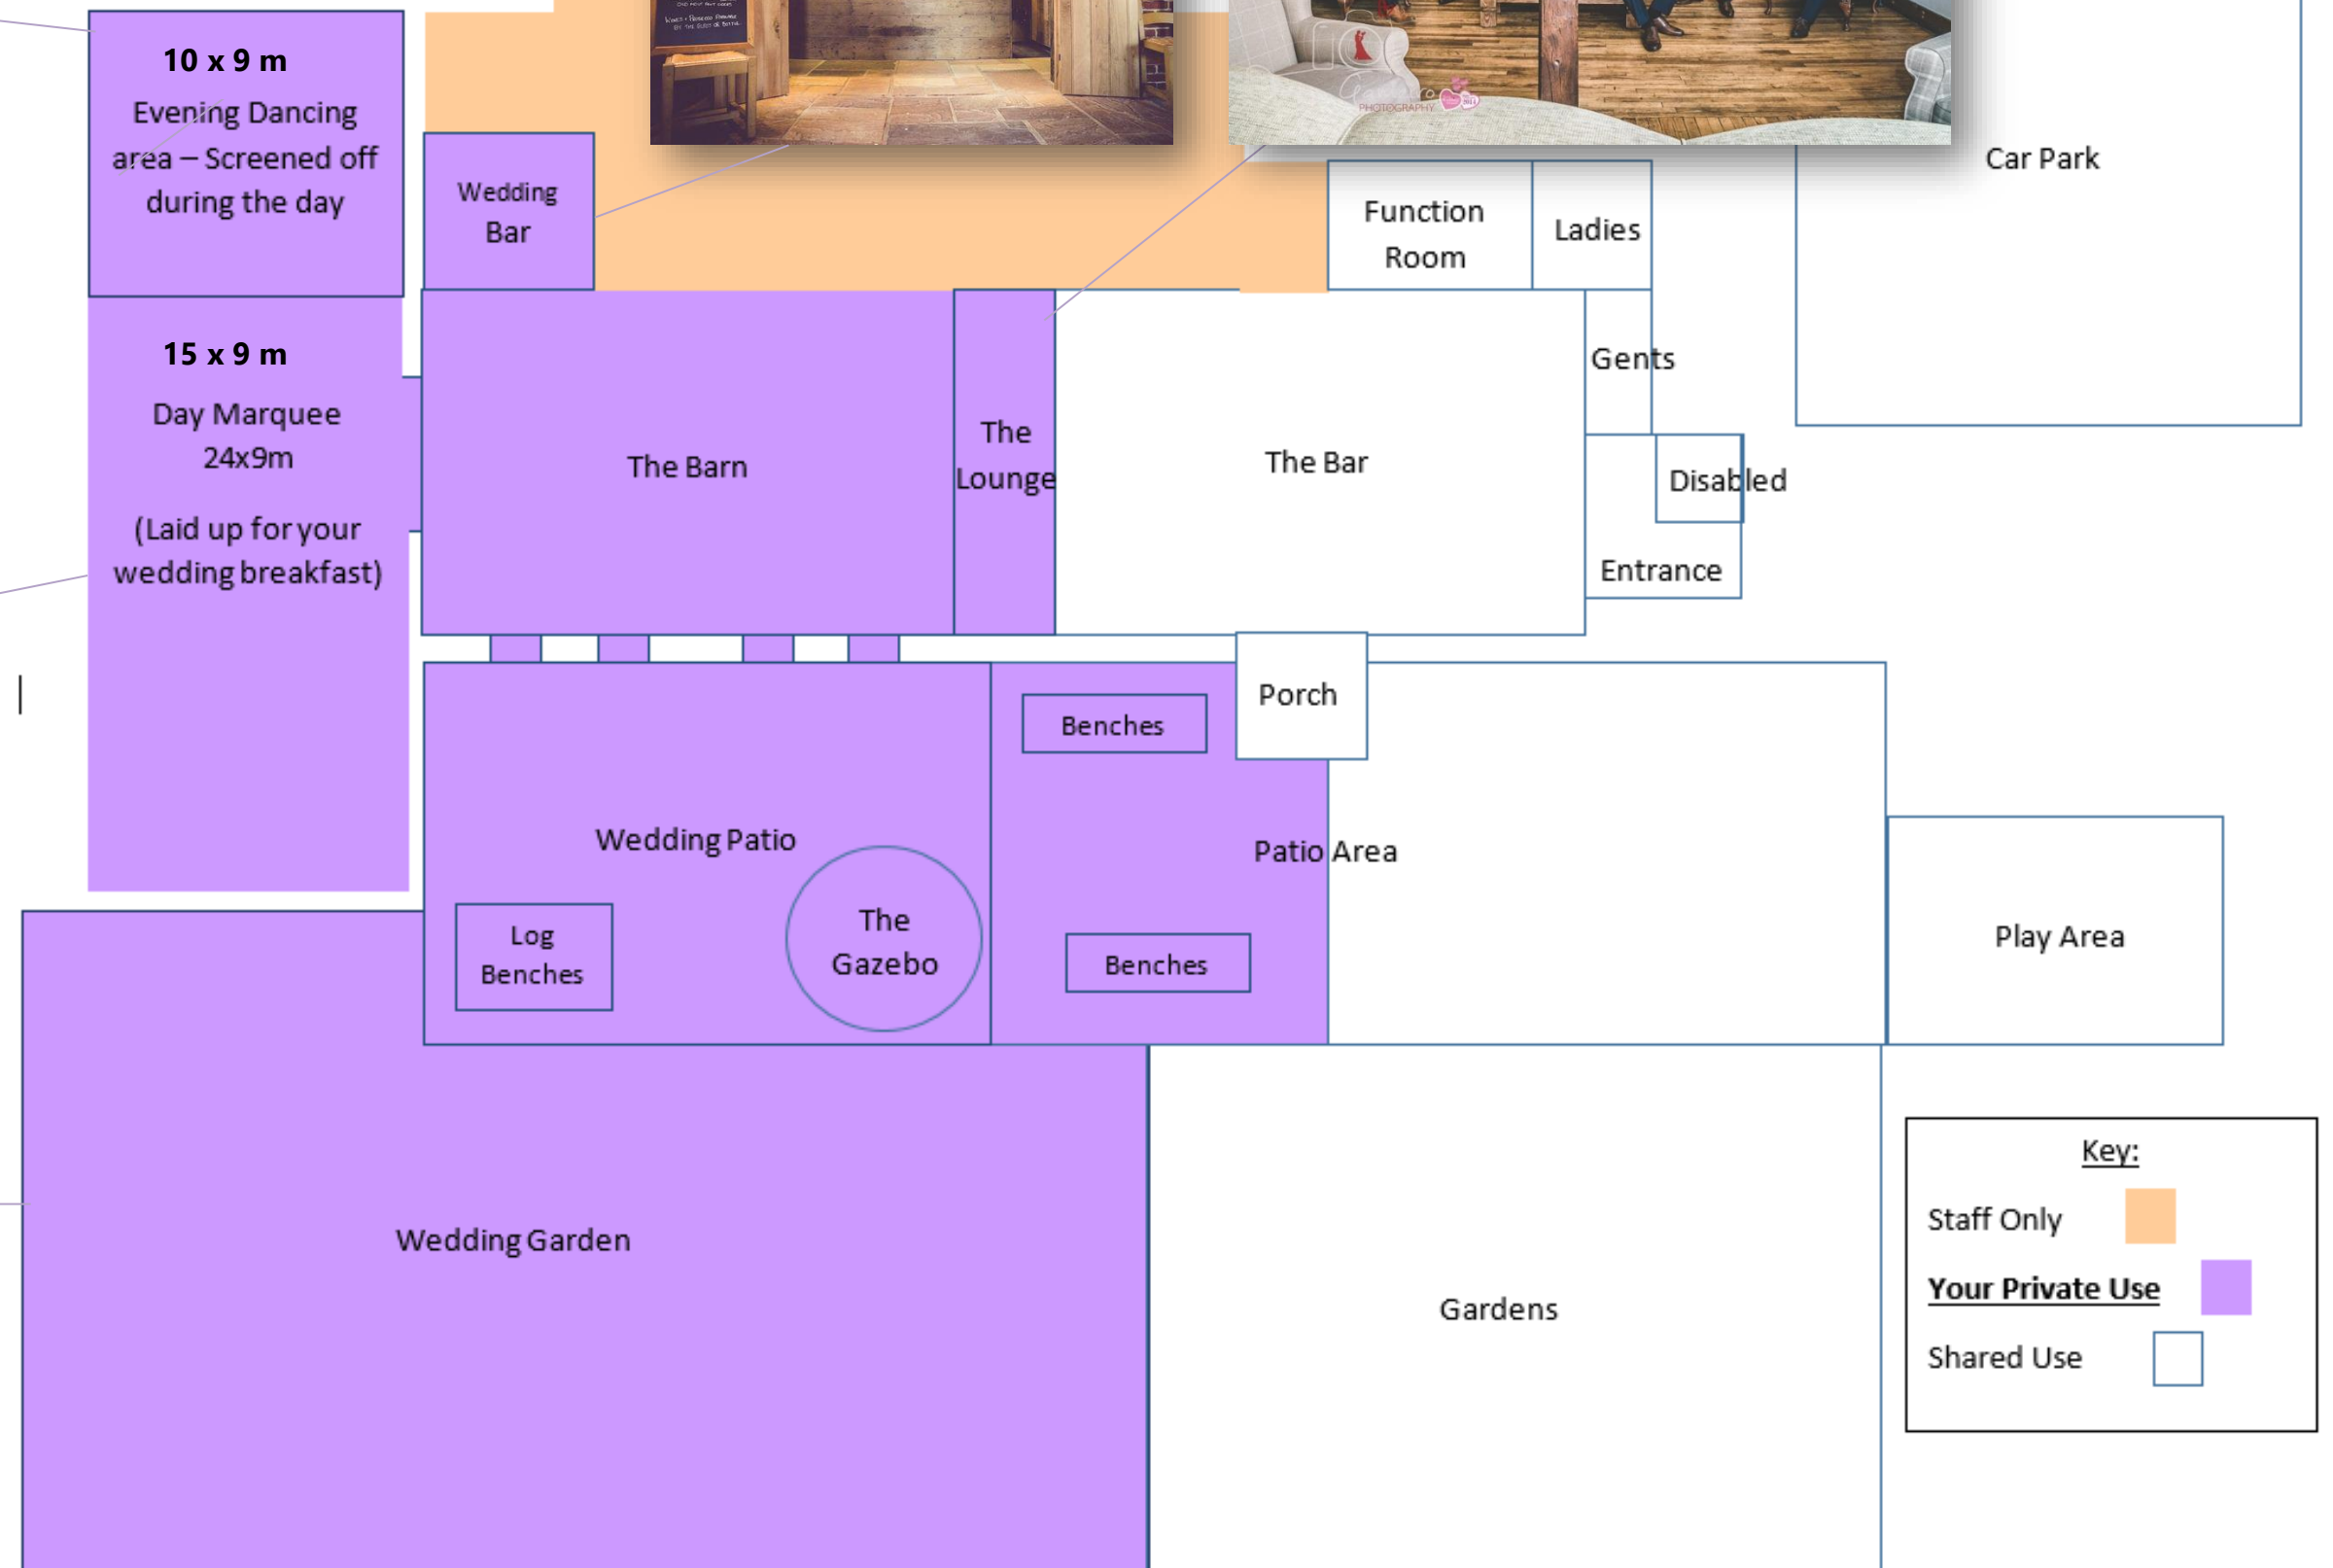 10 x 9 m
Evening Dancing
area – Screened off
during the day
Wedding
Bar
PHOTOGRAPHY
Function
Room
Ladies
Car Park
15 x 9 m
Day Marquee
24x9m
(Laid up for your
wedding breakfast)
The Barn
The
Lounge
The Bar
Gents
Disabled
Entrance
Porch
Benches
Wedding Patio
Patio Area
Log
Benches
The
Gazebo
Benches
Play Area
Wedding Garden
Gardens
Key:
Staff Only
Your Private Use
Shared Use